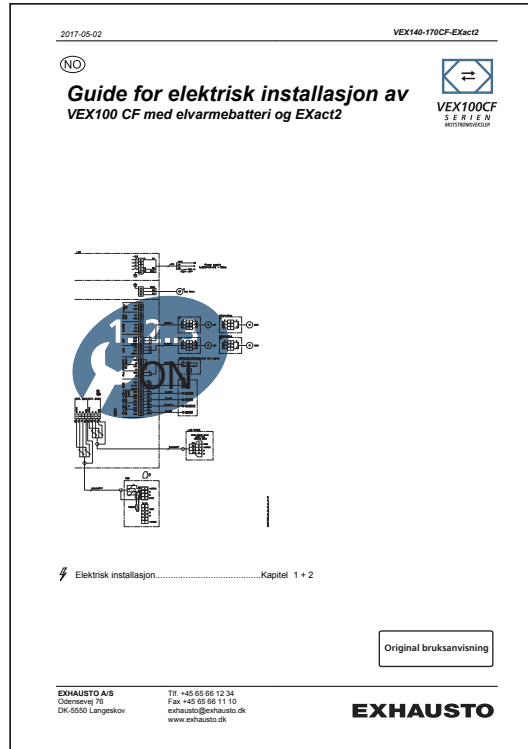 2017-05-02
VEX140-170CF-EXact2
NO
Guide for elektrisk installasjon av
VEX100 CF med elvarmebatteri og EXact2
VEX100CF
SERIEN
MOTSTRØMSVEKSLER
1..2..3
ON
Elektrisk installasjon..........................................Kapitel 1 + 2
Original bruksanvisning
EXHAUSTO A/S
Odensevej 76
DK-5550 Langeskov
Tlf. +45 65 66 12 34
Fax +45 65 66 11 10
exhausto@exhausto.dk
www.exhausto.dk
EXHAUSTO